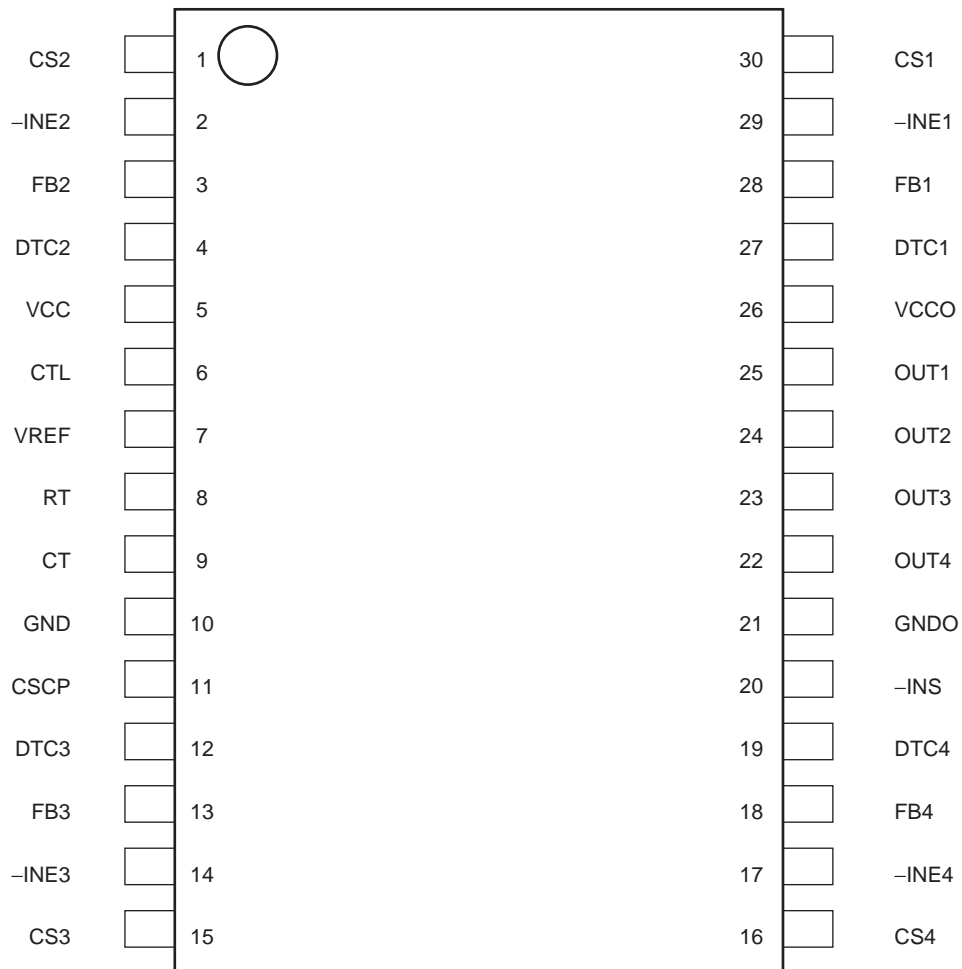 CS2 1 30 CS1
–INE2 2 29 –INE1
FB2 3 28 FB1
DTC2 4 27 DTC1
VCC 5 26 VCCO
CTL 6 25 OUT1
VREF 7 24 OUT2
RT 8 23 OUT3
CT 9 22 OUT4
GND 10 21 GNDO
CSCP 11 20 –INS
DTC3 12 19 DTC4
FB3 13 18 FB4
–INE3 14 17 –INE4
CS3 15 16 CS4